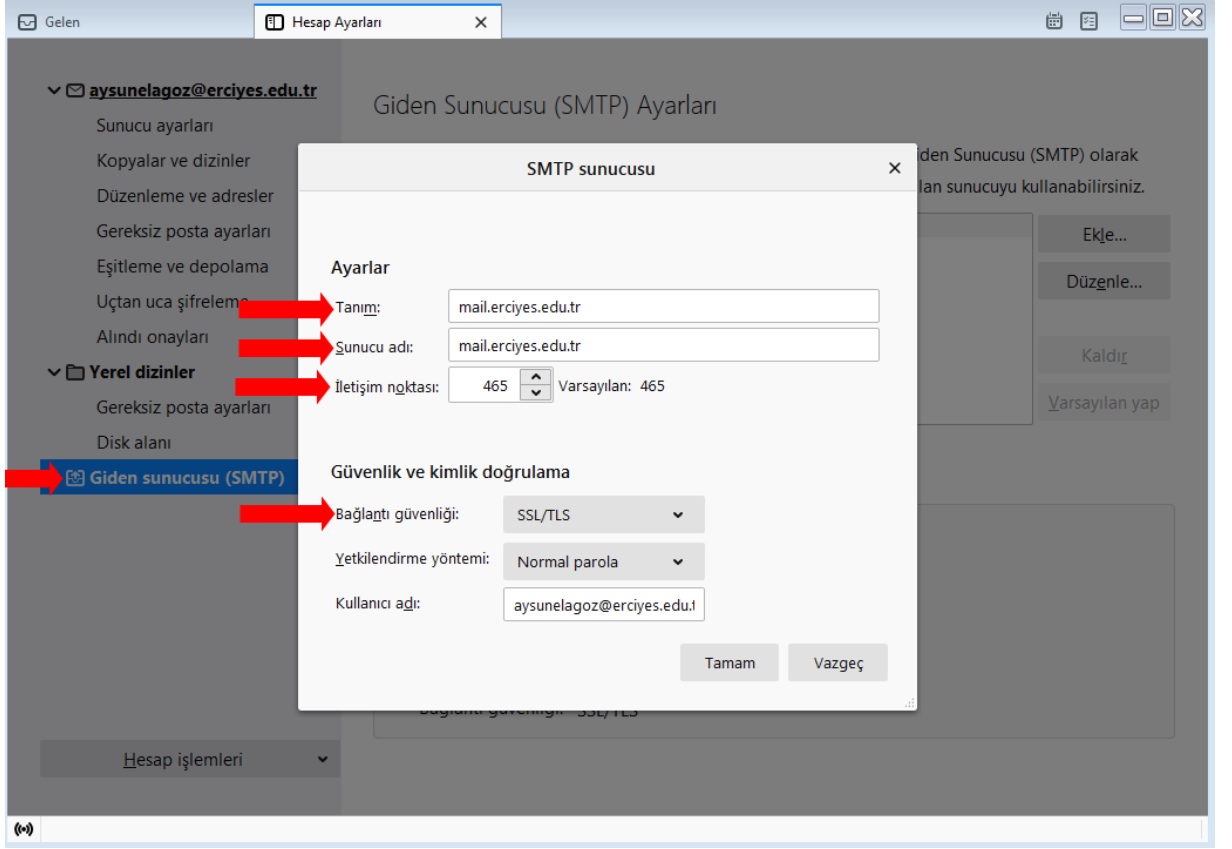 Gelen
Hesap Ayarları
aysunelagoz@erciyes.edu.tr
Sunucu ayarları
Kopyalar ve dizinler
Düzenleme ve adresler
Gereksiz posta ayarları
Eşitleme ve depolama
Uçtan uca şifreleme
Alındı onayları
Yerel dizinler
Gereksiz posta ayarları
Disk alanı
Giden sunucusu (SMTP)
Hesap işlemleri
Giden Sunucusu (SMTP) Ayarları
iden Sunucusu (SMTP) olarak
lan sunucuyu kullanabilirsiniz.
Ekle...
Düzenle...
Kaldır
Varsayılan yap
SMTP sunucusu
Ayarlar
Tanım: mail.erciyes.edu.tr
Sunucu adı: mail.erciyes.edu.tr
İletişim noktası: 465 Varsayılan: 465
Güvenlik ve kimlik doğrulama
Bağlantı güvenliği: SSL/TLS
Yetkilendirme yöntemi: Normal parola
Kullanıcı adı: aysunelagoz@erciyes.edu.t
Tamam Vazgeç
Bağlantı güvenliği: SSL/TLS